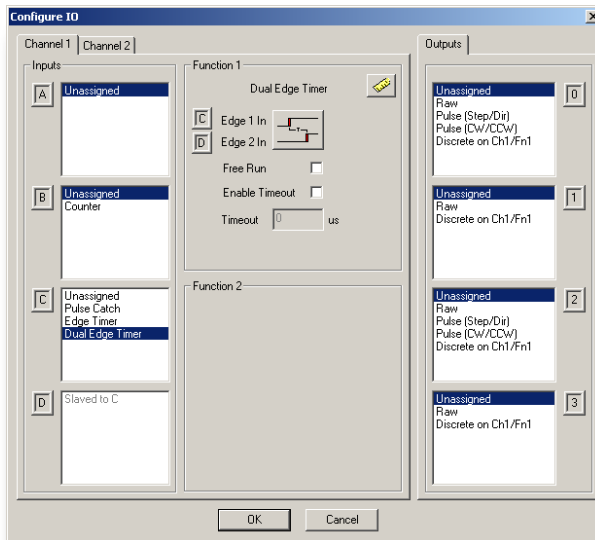 Configure IO
Channel 1
Channel 2
Outputs
Inputs
A
Unassigned
B
Unassigned
Counter
C
Unassigned
Pulse Catch
Edge Timer
Dual Edge Timer
D
Slaved to C
Function 1
Dual Edge Timer
C
Edge 1 In
D
Edge 2 In
T
Free Run
Enable Timeout
Timeout
0
us
Function 2
Unassigned
Raw
Pulse (Step/Dir)
Pulse (CW/CCW)
Discrete on Ch1/Fn1
0
Unassigned
Raw
Discrete on Ch1/Fn1
1
Unassigned
Raw
Pulse (Step/Dir)
Pulse (CW/CCW)
Discrete on Ch1/Fn1
2
Unassigned
Raw
Discrete on Ch1/Fn1
3
OK
Cancel